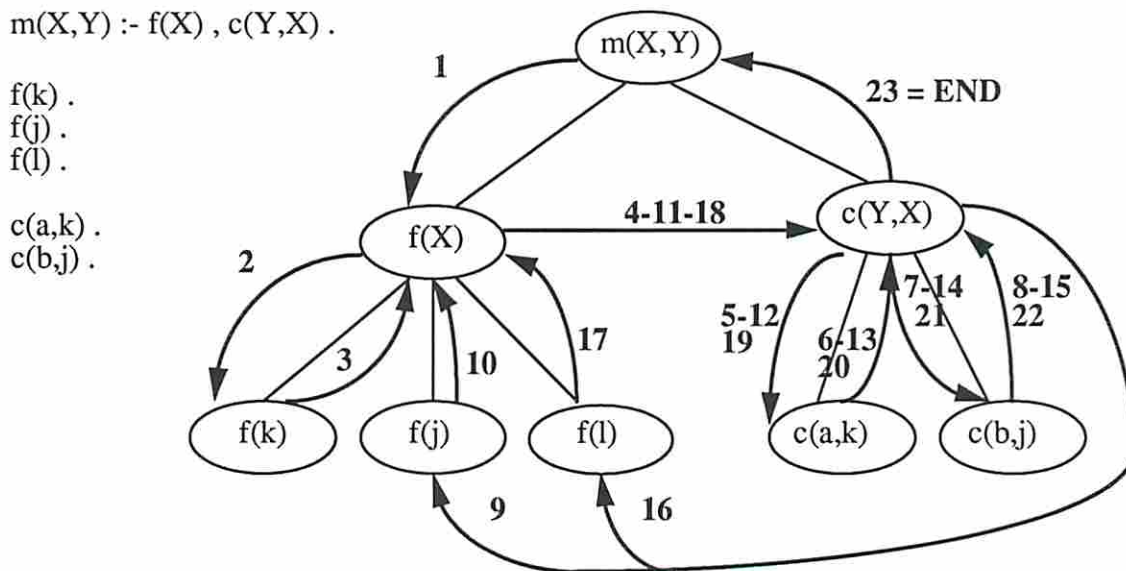 m(X,Y) :- f(X) , c(Y,X) .
f(k) .
f(j) .
f(l) .
c(a,k) .
c(b,j) .
m(X,Y)
1
23 = END
f(X)
4-11-18
c(Y,X)
2
3
10
17
5-12
19
6-13
20
7-14
21
8-15
22
f(k)
f(j)
f(l)
c(a,k)
c(b,j)
9
16